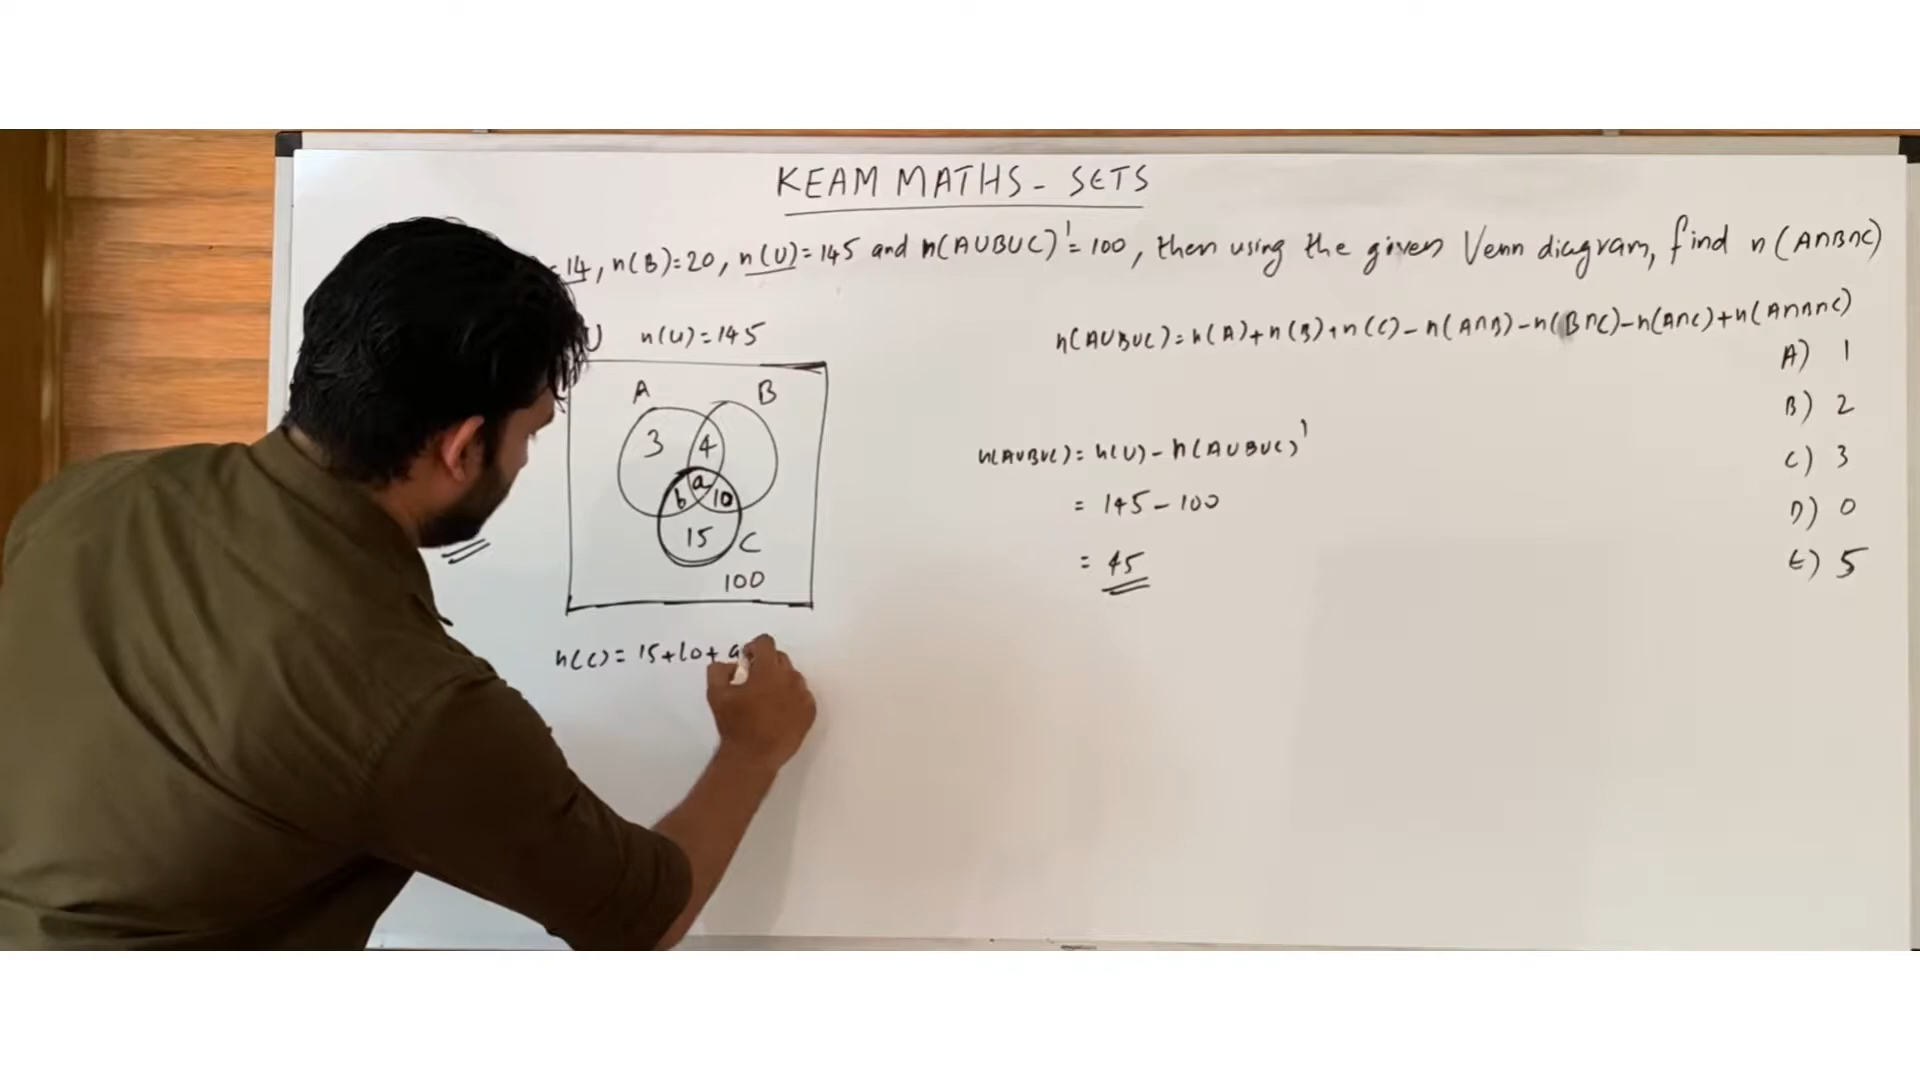 KEAM MATHS - SETS
=14, n(B)=20, n(U)=145 and n(AUBUC)'=100, then using the given Venn diagram, find n(A∩B∩C)
U n(U)=145
n(AUBUC)=n(A)+n(B)+n(C)-n(A∩B)-n(B∩C)-n(A∩C)+n(A∩B∩C)
A) 1
B) 2
C) 3
D) 0
E) 5
A B
3 4
a
b 10
15 C
100
n(AUBUC)=n(U)-n(AUBUC)'
= 145-100
= 45
n(C)=15+10+a+